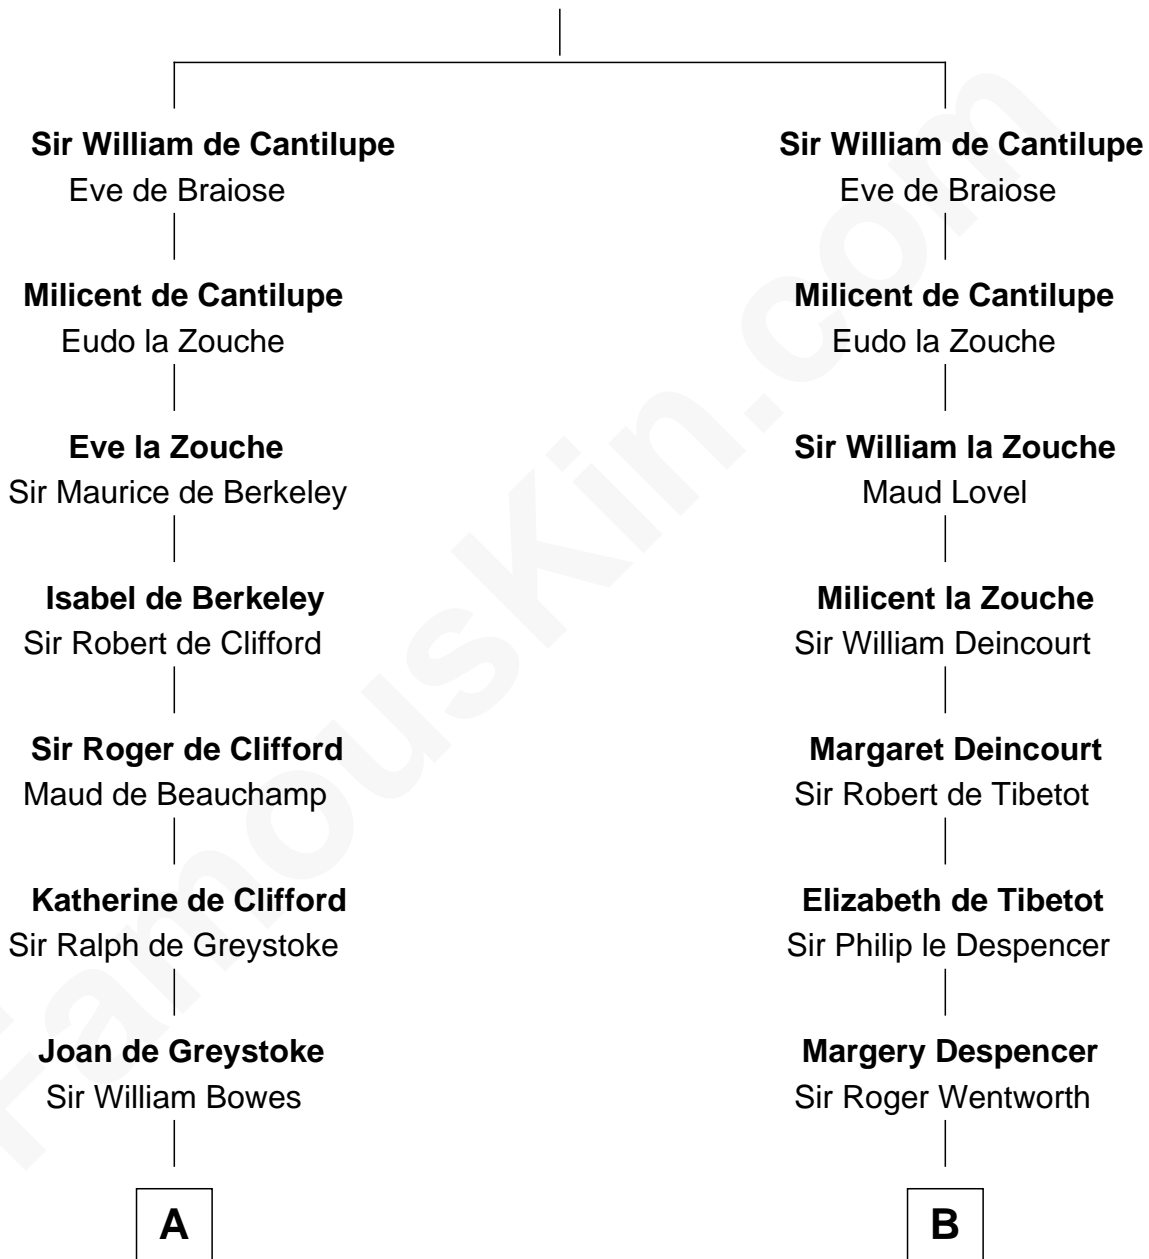 Sir William de Cantilupe
Eve de Braiose
Milicent de Cantilupe
Eudo la Zouche
Eve la Zouche
Sir Maurice de Berkeley
Isabel de Berkeley
Sir Robert de Clifford
Sir Roger de Clifford
Maud de Beauchamp
Katherine de Clifford
Sir Ralph de Greystoke
Joan de Greystoke
Sir William Bowes
A
Sir William de Cantilupe
Eve de Braiose
Milicent de Cantilupe
Eudo la Zouche
Sir William la Zouche
Maud Lovel
Milicent la Zouche
Sir William Deincourt
Margaret Deincourt
Sir Robert de Tibetot
Elizabeth de Tibetot
Sir Philip le Despencer
Margery Despencer
Sir Roger Wentworth
B
FamousKin.com